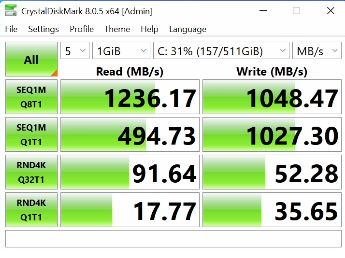 CrystalDiskMark 8.0.5 x64 [Admin]
File Settings Profile Theme Help Language
All 5 1GiB C: 31% (157/511GiB) MB/s
Read (MB/s) Write (MB/s)
SEQ1M Q8T1 1236.17 1048.47
SEQ1M Q1T1 494.73 1027.30
RND4K Q32T1 91.64 52.28
RND4K Q1T1 17.77 35.65